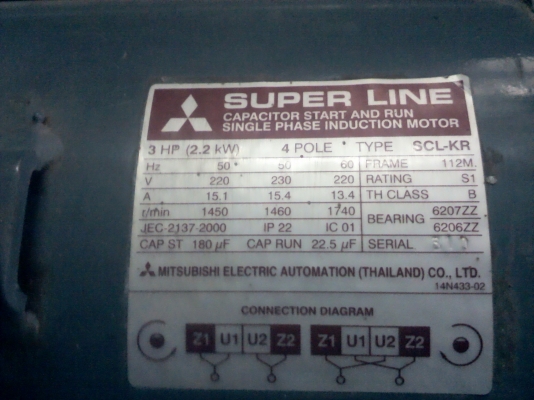 SUPER LINE
CAPACITOR START AND RUN
SINGLE PHASE INDUCTION MOTOR
3 HP (2.2 kW) 4 POLE TYPE SCL-KR
Hz 50 50 60 FRAME 112M.
V 220 230 220 RATING S1
A 15.1 15.4 13.4 TH CLASS B
r/min 1450 1460 1740 BEARING 6207ZZ
JEC-2137-2000 IP 22 IC 01 6206ZZ
CAP ST 180 µF CAP RUN 22.5 µF SERIAL
MITSUBISHI ELECTRIC AUTOMATION (THAILAND) CO., LTD.
14N433-02
CONNECTION DIAGRAM
Z1 U1 U2 Z2 Z1 U1 U2 Z2